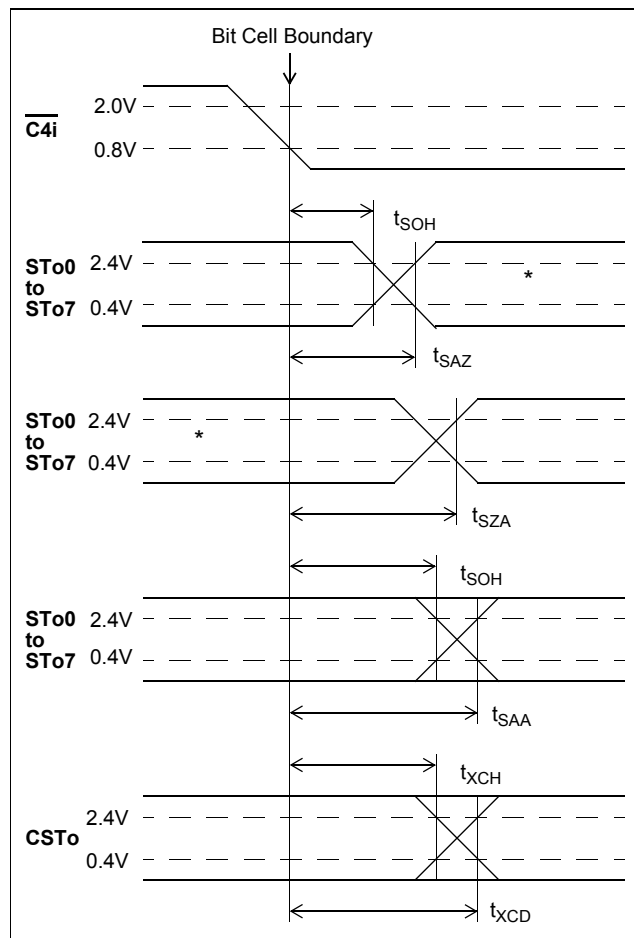 Bit Cell Boundary
2.0V
C4i
0.8V
tSOH
STo0 2.4V
to
STo7 0.4V
*
tSAZ
STo0 2.4V
to
STo7 0.4V
*
tSZA
tSOH
STo0 2.4V
to
STo7 0.4V
tSAA
tXCH
2.4V
CSTo
0.4V
tXCD